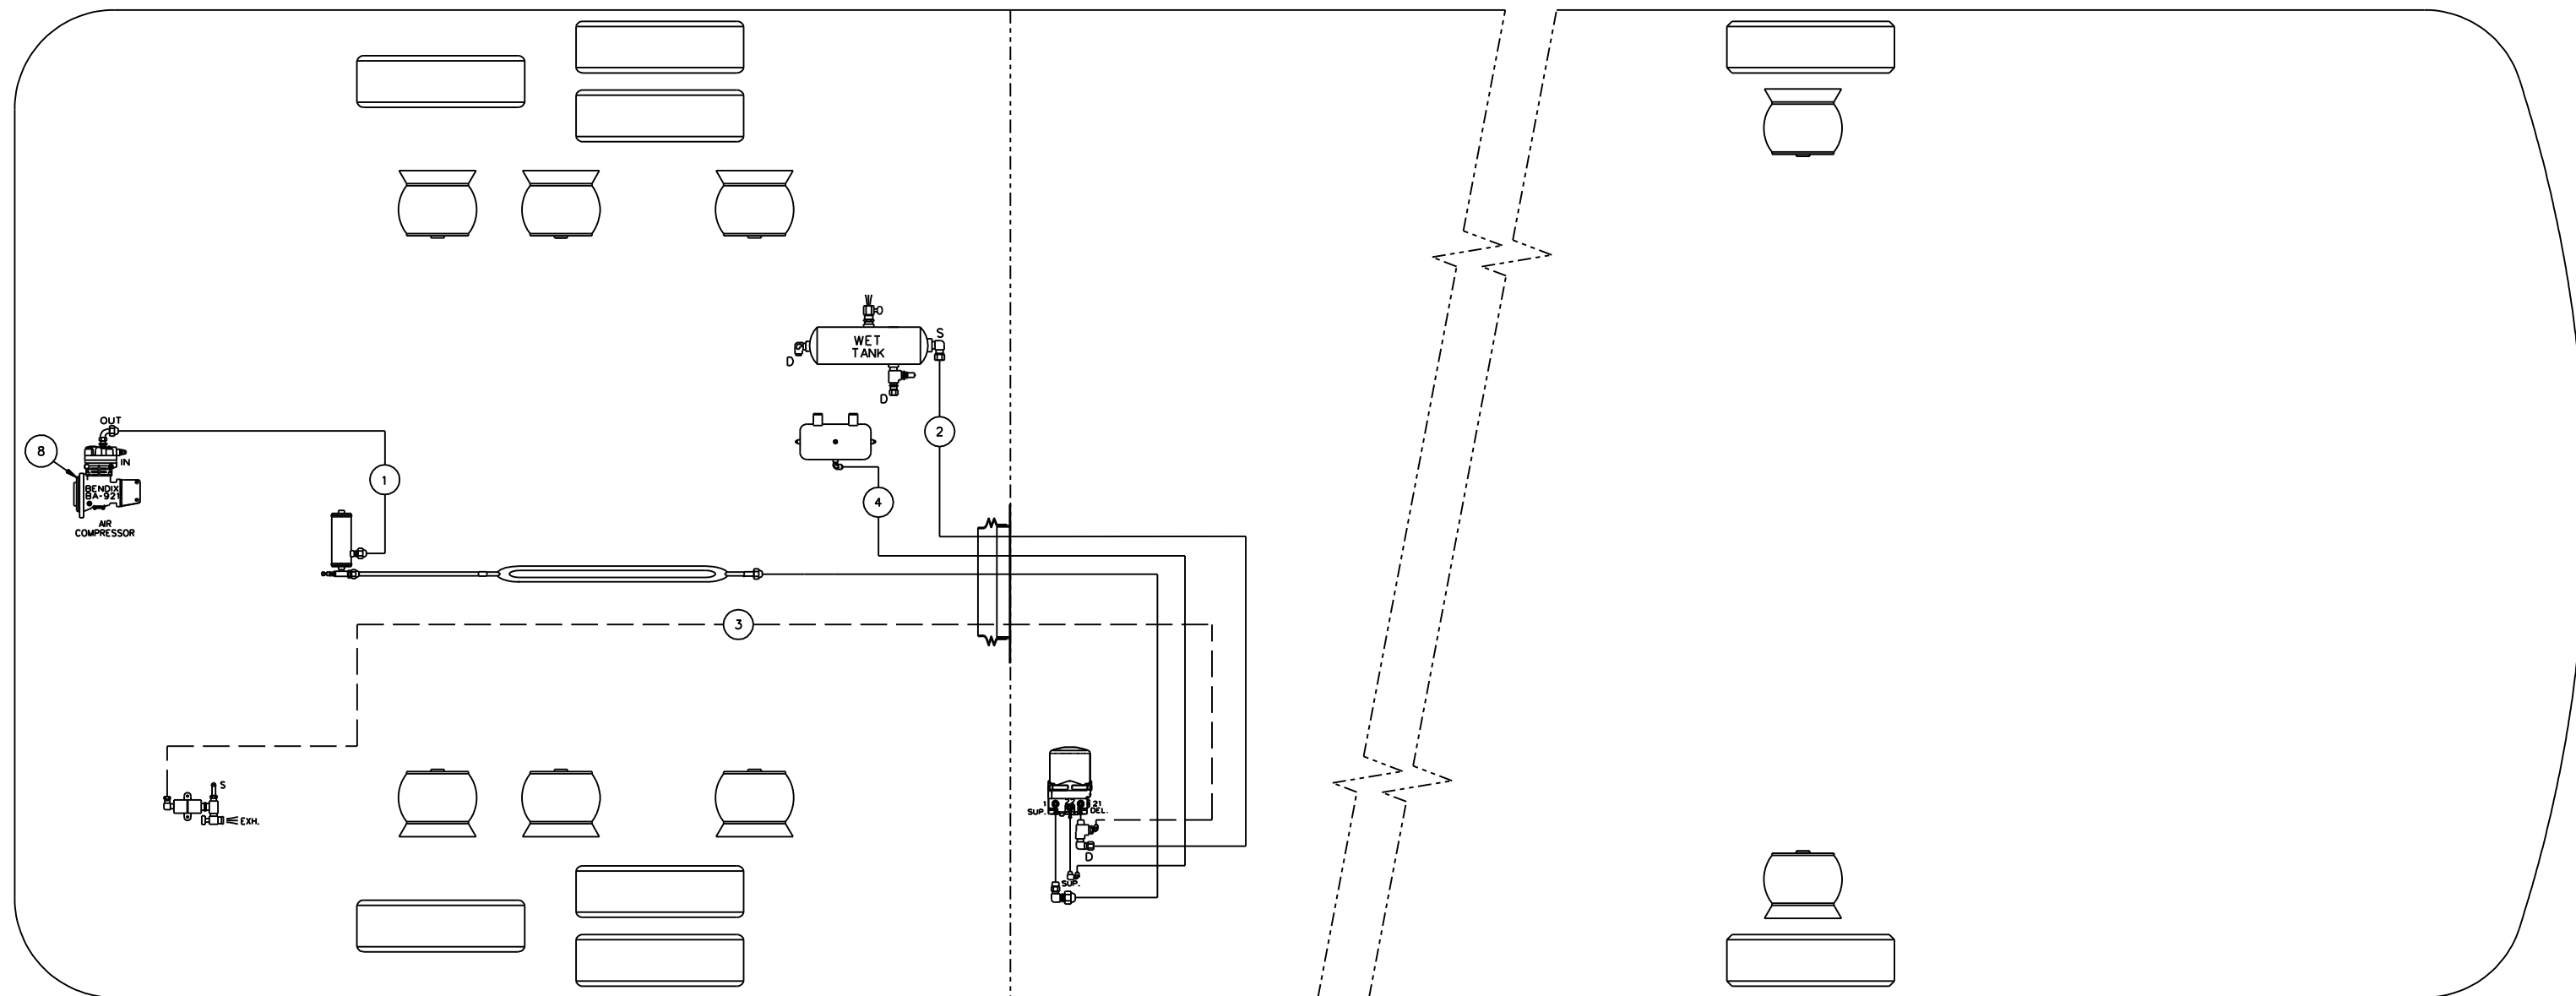 WET
TANK
S
D
D
OUT
8
IN
BENDIX
BA-921
AIR
COMPRESSOR
1
2
4
3
S
EXH.
1
22
21
SUP.
DEL.
D
SUP.